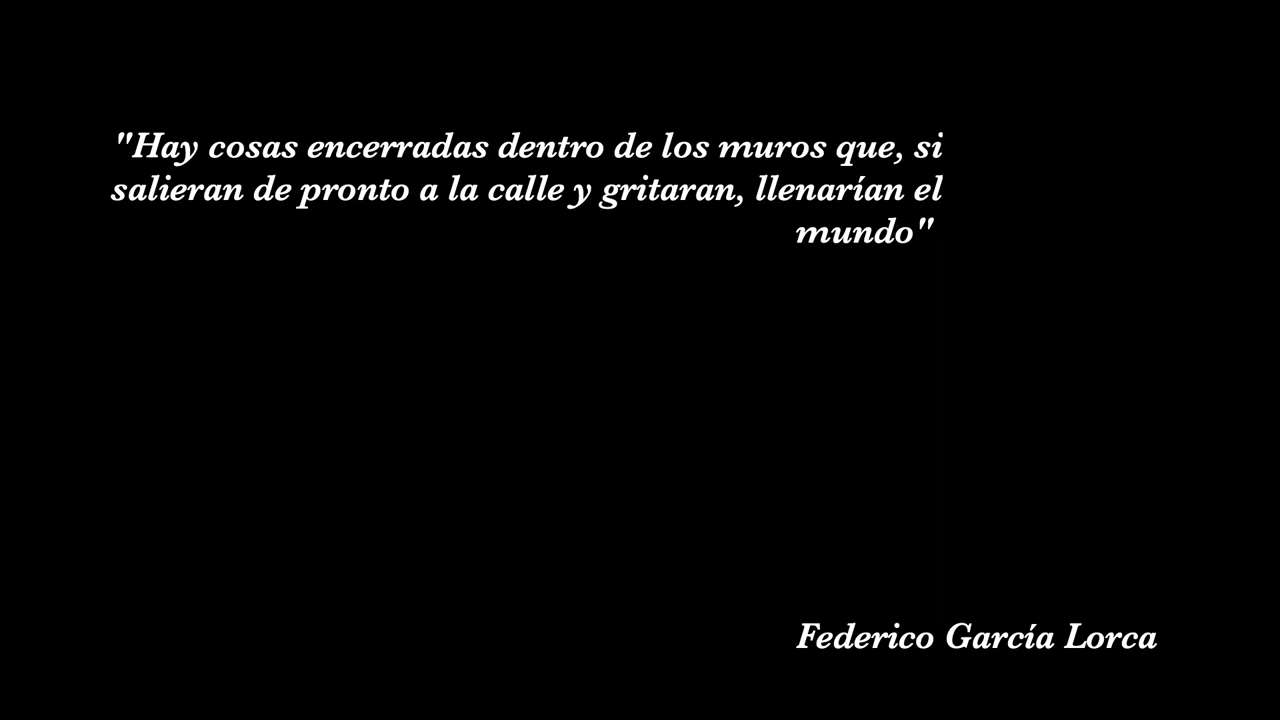 "Hay cosas encerradas dentro de los muros que, si
salieran de pronto a la calle y gritaran, llenarían el
mundo"
Federico García Lorca